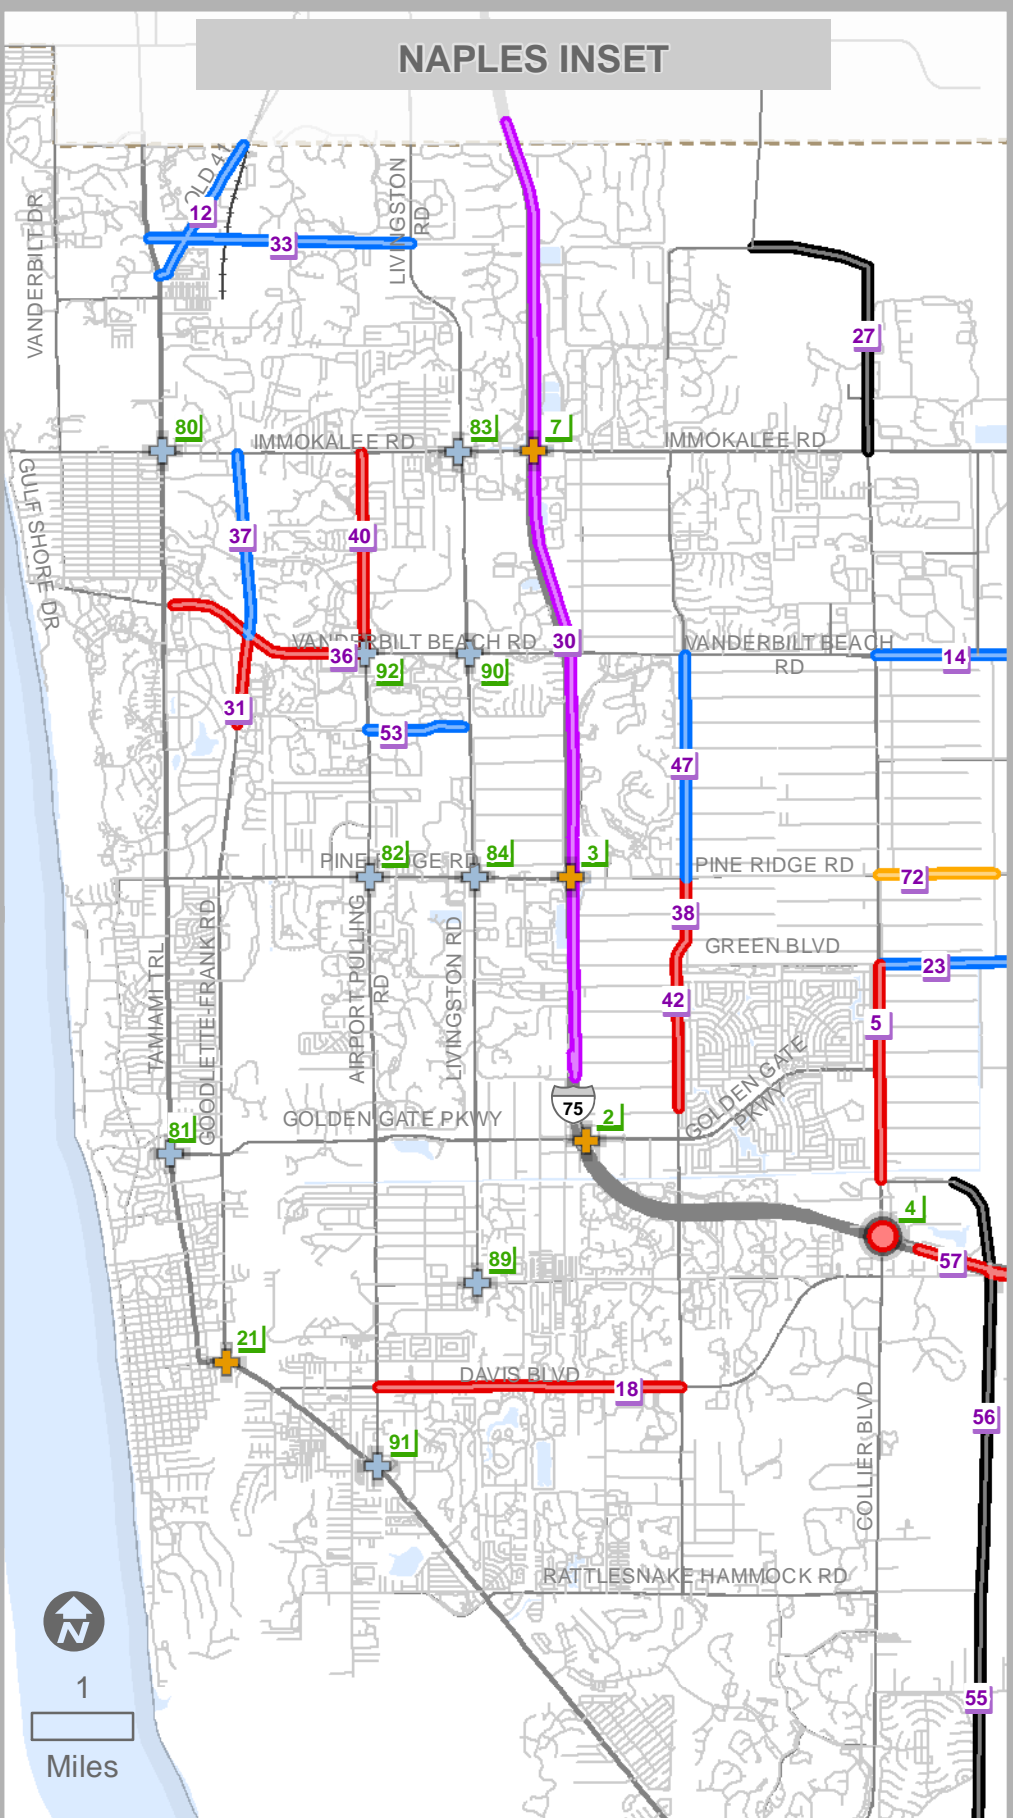 NAPLES INSET
OLD 41
LIVINGSTON
RD
VANDERBILT DR
12
33
27
80
83
7
IMMOKALEE RD
IMMOKALEE RD
GULF SHORE DR
37
40
VANDERBILT BEACH RD
30
VANDERBILT BEACH
RD
36
92
90
14
31
53
47
PINE RIDGE RD
82
84
3
PINE RIDGE RD
72
38
GREEN BLVD
23
TAMIAMI TRL
GOODLETTE-FRANK RD
AIRPORT PULLING
RD
LIVINGSTON RD
42
5
GOLDEN GATE
PKWY
75
GOLDEN GATE PKWY
2
81
4
57
89
21
DAVIS BLVD
18
COLLIER BLVD
56
91
RATTLESNAKE HAMMOCK RD
N
1
Miles
55